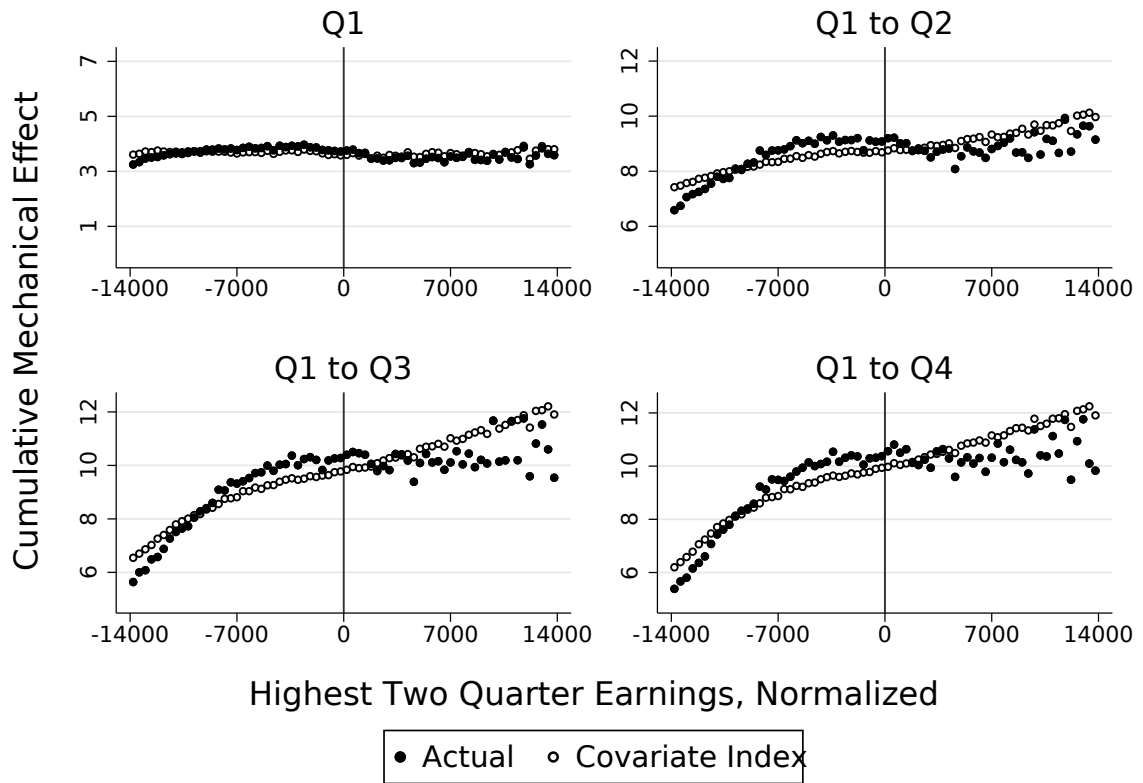 Cumulative Mechanical Effect
Q1
7
5
3
1
-14000 -7000 0 7000 14000
Q1 to Q2
12
10
8
6
-14000 -7000 0 7000 14000
Q1 to Q3
12
10
8
6
-14000 -7000 0 7000 14000
Q1 to Q4
12
10
8
6
-14000 -7000 0 7000 14000
Highest Two Quarter Earnings, Normalized
Actual Covariate Index